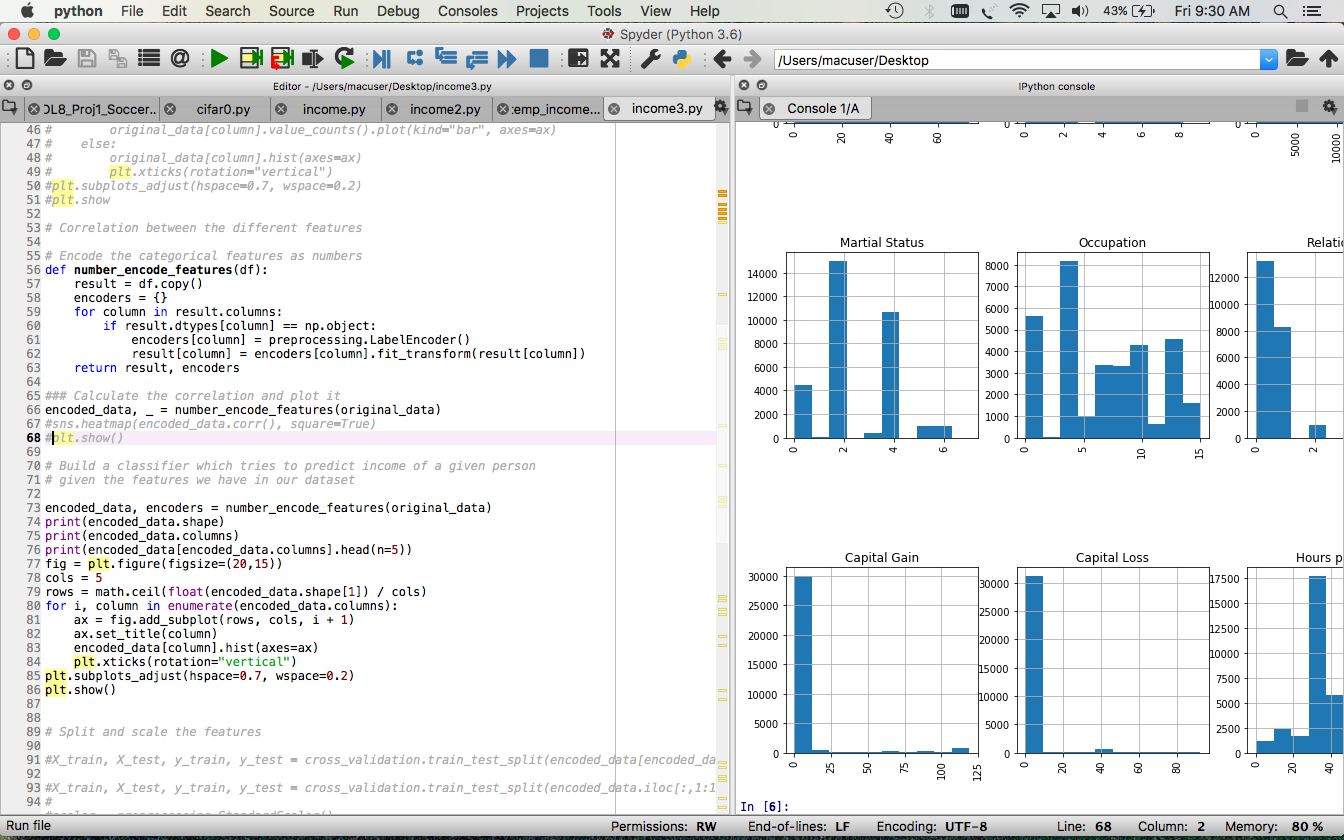 python File Edit Search Source Run Debug Consoles Projects Tools View Help 43% Fri 9:30 AM
Spyder (Python 3.6)
/Users/macuser/Desktop
Editor - /Users/macuser/Desktop/income3.py
DL8_Proj1_Soccer... cifar0.py income.py income2.py temp_income... income3.py
46 #        original_data[column].value_counts().plot(kind="bar", axes=ax)
47 #    else:
48 #        original_data[column].hist(axes=ax)
49 #        plt.xticks(rotation="vertical")
50 #plt.subplots_adjust(hspace=0.7, wspace=0.2)
51 #plt.show
52
53 # Correlation between the different features
54
55 # Encode the categorical features as numbers
56 def number_encode_features(df):
57     result = df.copy()
58     encoders = {}
59     for column in result.columns:
60         if result.dtypes[column] == np.object:
61             encoders[column] = preprocessing.LabelEncoder()
62             result[column] = encoders[column].fit_transform(result[column])
63     return result, encoders
64
65 ### Calculate the correlation and plot it
66 encoded_data, _ = number_encode_features(original_data)
67 #sns.heatmap(encoded_data.corr(), square=True)
68 #plt.show()
69
70 # Build a classifier which tries to predict income of a given person
71 # given the features we have in our dataset
72
73 encoded_data, encoders = number_encode_features(original_data)
74 print(encoded_data.shape)
75 print(encoded_data.columns)
76 print(encoded_data[encoded_data.columns].head(n=5))
77 fig = plt.figure(figsize=(20,15))
78 cols = 5
79 rows = math.ceil(float(encoded_data.shape[1]) / cols)
80 for i, column in enumerate(encoded_data.columns):
81     ax = fig.add_subplot(rows, cols, i + 1)
82     ax.set_title(column)
83     encoded_data[column].hist(axes=ax)
84     plt.xticks(rotation="vertical")
85 plt.subplots_adjust(hspace=0.7, wspace=0.2)
86 plt.show()
87
88
89 # Split and scale the features
90
91 #X_train, X_test, y_train, y_test = cross_validation.train_test_split(encoded_data[encoded_da
92
93 #X_train, X_test, y_train, y_test = cross_validation.train_test_split(encoded_data.iloc[:,1:1
94 #
IPython console
Console 1/A
0 0 0
0 20 40 60 0 2 4 6 8 0 5000 10000
Martial Status
14000
12000
10000
8000
6000
4000
2000
0
0 2 4 6
Occupation
8000
7000
6000
5000
4000
3000
2000
1000
0
0 5 10 15
Relatio
12000
10000
8000
6000
4000
2000
0
0 2
Capital Gain
30000
25000
20000
15000
10000
5000
0
0 25 50 75 100 125
Capital Loss
30000
25000
20000
15000
10000
5000
0
0 20 40 60 80
Hours p
17500
15000
12500
10000
7500
5000
2500
0
0 20 40
In [6]:
Run file Permissions: RW End-of-lines: LF Encoding: UTF-8 Line: 68 Column: 2 Memory: 80 %